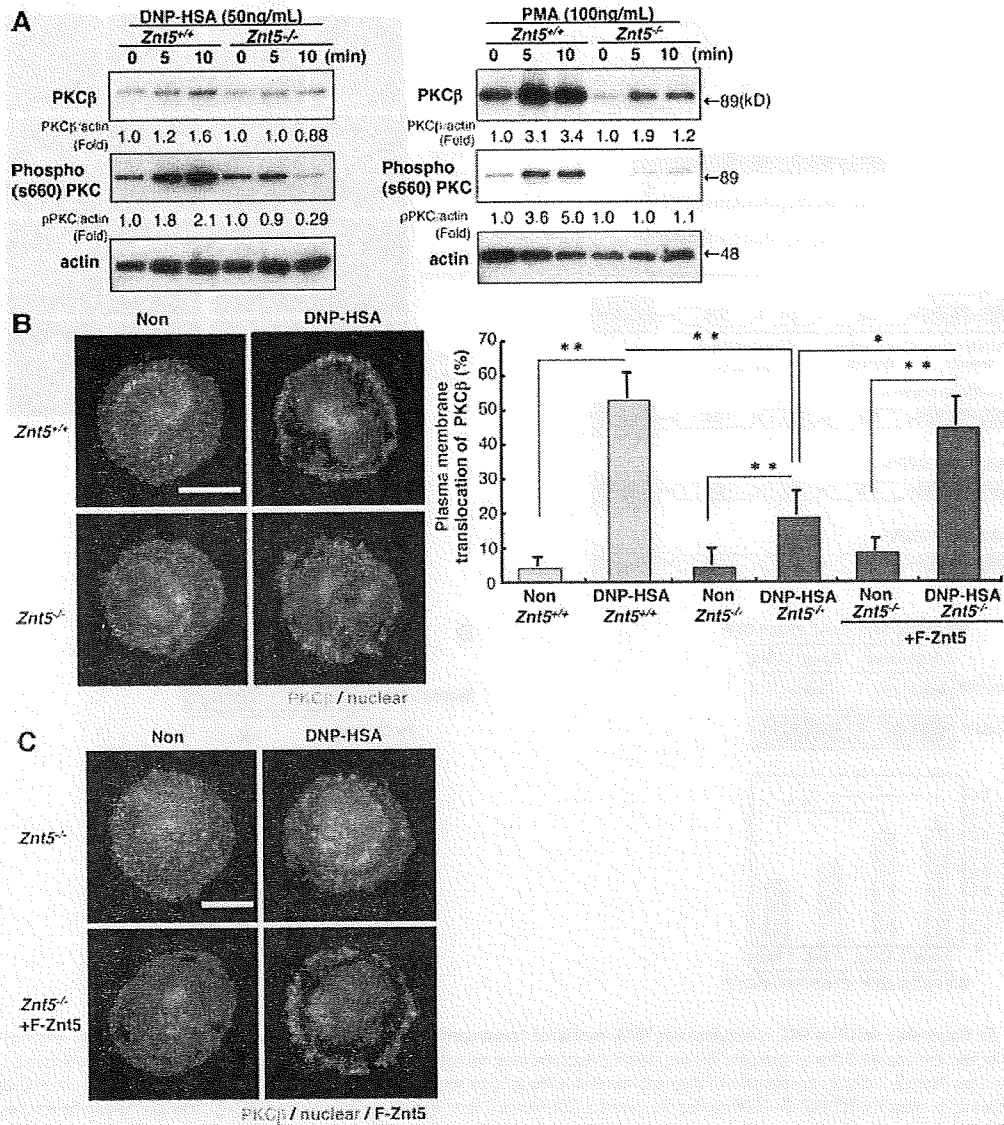 A
DNP-HSA (50ng/mL)
Znt5+/+ Znt5-/-
0 5 10 0 5 10 (min)
PKCβ
PKCβ/actin
(Fold)
1.0 1.2 1.6 1.0 1.0 0.88
Phospho
(s660) PKC
pPKC/actin
(Fold)
1.0 1.8 2.1 1.0 0.9 0.29
actin
PMA (100ng/mL)
Znt5+/+ Znt5-/-
0 5 10 0 5 10 (min)
PKCβ
←89(kD)
PKCβ/actin
(Fold)
1.0 3.1 3.4 1.0 1.9 1.2
Phospho
(s660) PKC
←89
pPKC/actin
(Fold)
1.0 3.6 5.0 1.0 1.0 1.1
actin
←48
B
Non DNP-HSA
Znt5+/+
Znt5-/-
PKCβ / nuclear
Plasma membrane
translocation of PKCβ (%)
70
60
50
40
30
20
10
0
** ** *
**
**
Non DNP-HSA Non DNP-HSA Non DNP-HSA
Znt5+/+ Znt5+/+ Znt5-/- Znt5-/- Znt5-/- Znt5-/-
+F-Znt5
C
Non DNP-HSA
Znt5-/-
Znt5-/-
+F-Znt5
PKCβ / nuclear / F-Znt5